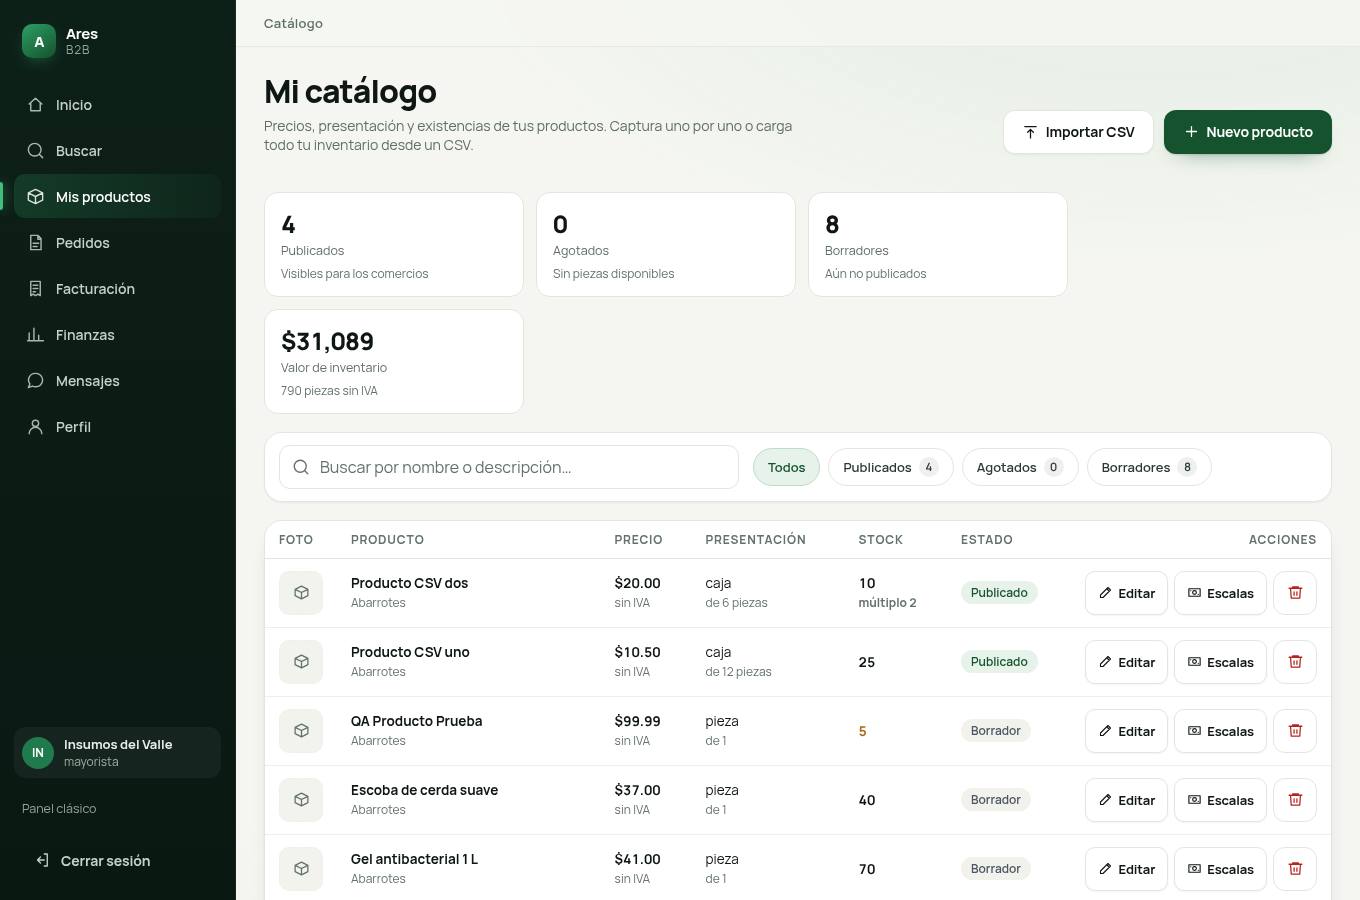 A
Ares
B2B
Inicio
Buscar
Mis productos
Pedidos
Facturación
Finanzas
Mensajes
Perfil
IN
Insumos del Valle
mayorista
Panel clásico
Cerrar sesión
Catálogo
Mi catálogo
Precios, presentación y existencias de tus productos. Captura uno por uno o carga
todo tu inventario desde un CSV.
Importar CSV
Nuevo producto
4
Publicados
Visibles para los comercios
0
Agotados
Sin piezas disponibles
8
Borradores
Aún no publicados
$31,089
Valor de inventario
790 piezas sin IVA
Buscar por nombre o descripción...
Todos
Publicados 4
Agotados 0
Borradores 8
FOTO PRODUCTO PRECIO PRESENTACIÓN STOCK ESTADO ACCIONES
Producto CSV dos $20.00 caja 10 Publicado Editar Escalas
Abarrotes sin IVA de 6 piezas múltiplo 2
Producto CSV uno $10.50 caja 25 Publicado Editar Escalas
Abarrotes sin IVA de 12 piezas
QA Producto Prueba $99.99 pieza 5 Borrador Editar Escalas
Abarrotes sin IVA de 1
Escoba de cerda suave $37.00 pieza 40 Borrador Editar Escalas
Abarrotes sin IVA de 1
Gel antibacterial 1 L $41.00 pieza 70 Borrador Editar Escalas
Abarrotes sin IVA de 1